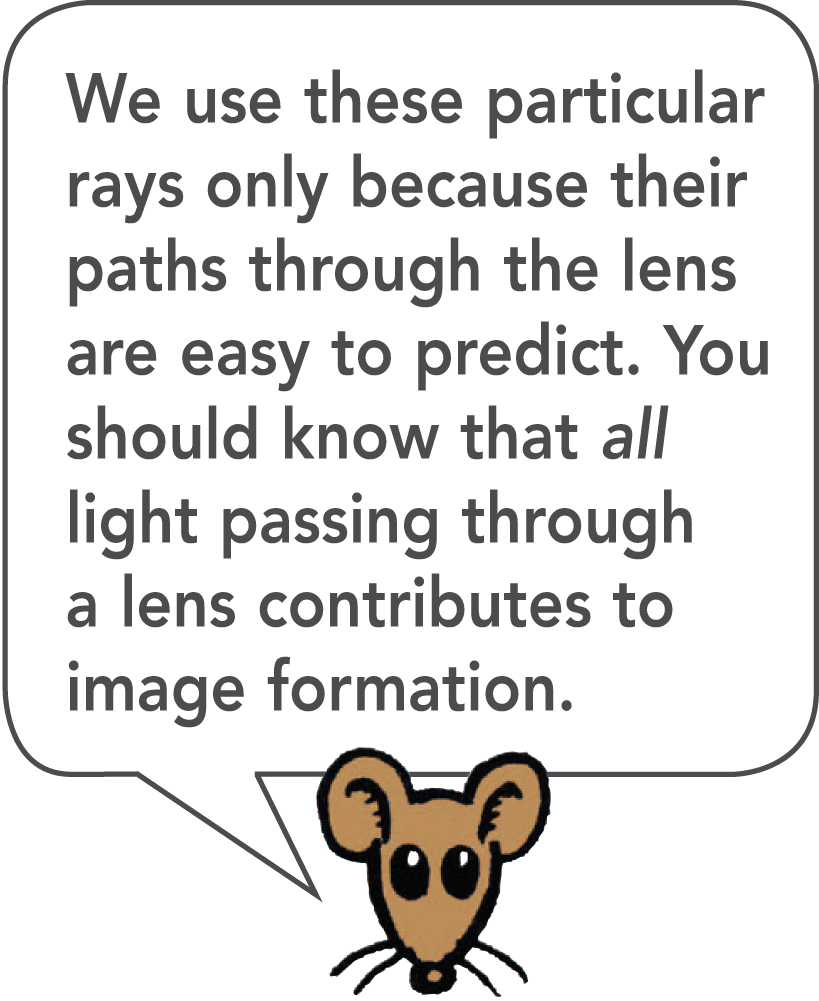 We use these particular
rays only because their
paths through the lens
are easy to predict. You
should know that all
light passing through
a lens contributes to
image formation.